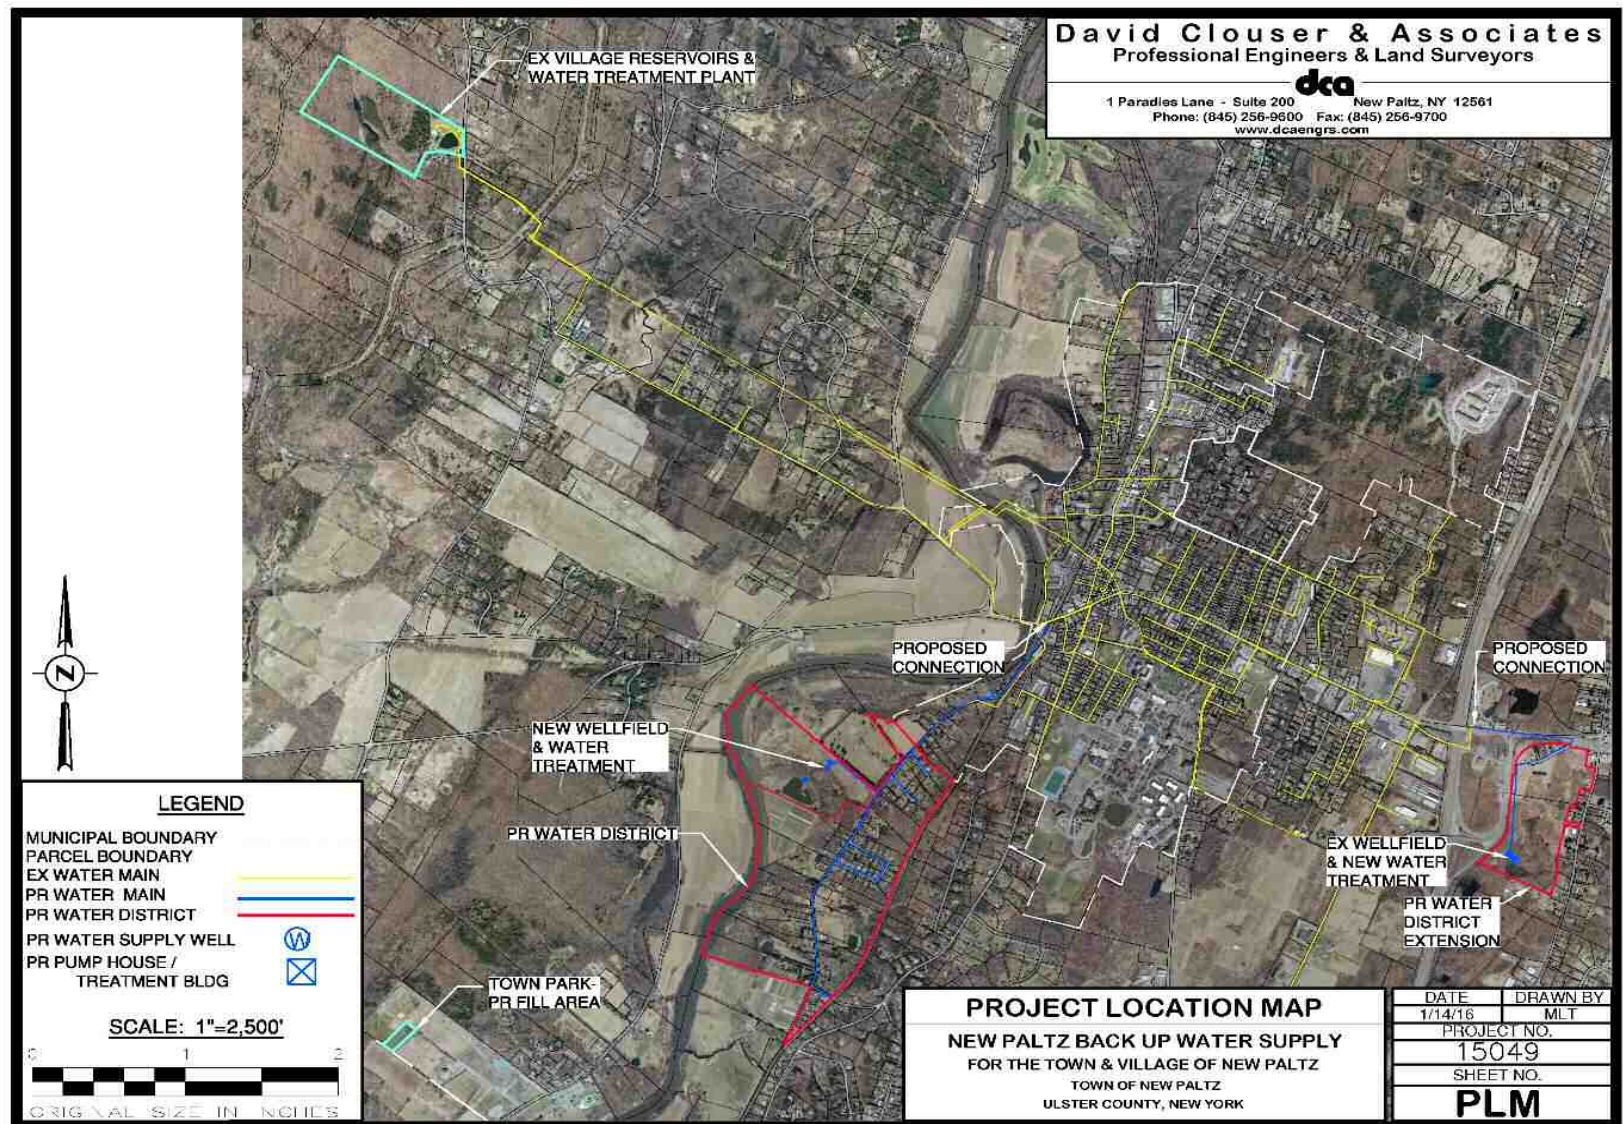 David Clouser & Associates
Professional Engineers & Land Surveyors
dca
1 Paradies Lane - Suite 200 New Paltz, NY 12561
Phone: (845) 256-9600 Fax: (845) 256-9700
www.dcaengrs.com
EX VILLAGE RESERVOIRS &
WATER TREATMENT PLANT
PROPOSED
CONNECTION
PROPOSED
CONNECTION
NEW WELLFIELD
& WATER
TREATMENT
PR WATER DISTRICT
EX WELLFIELD
& NEW WATER
TREATMENT
PR WATER
DISTRICT
EXTENSION
TOWN PARK-
PR FILL AREA
N
LEGEND
MUNICIPAL BOUNDARY
PARCEL BOUNDARY
EX WATER MAIN
PR WATER MAIN
PR WATER DISTRICT
PR WATER SUPPLY WELL
W
PR PUMP HOUSE /
TREATMENT BLDG
SCALE: 1"=2,500'
0 1 2
ORIGINAL SIZE IN INCHES
PROJECT LOCATION MAP
NEW PALTZ BACK UP WATER SUPPLY
FOR THE TOWN & VILLAGE OF NEW PALTZ
TOWN OF NEW PALTZ
ULSTER COUNTY, NEW YORK
DATE DRAWN BY
1/14/16 MLT
PROJECT NO.
15049
SHEET NO.
PLM